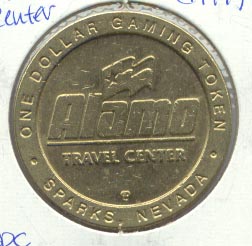 Center
ONE DOLLAR GAMING TOKEN
Alamo
TRAVEL CENTER
SPARKS, NEVADA